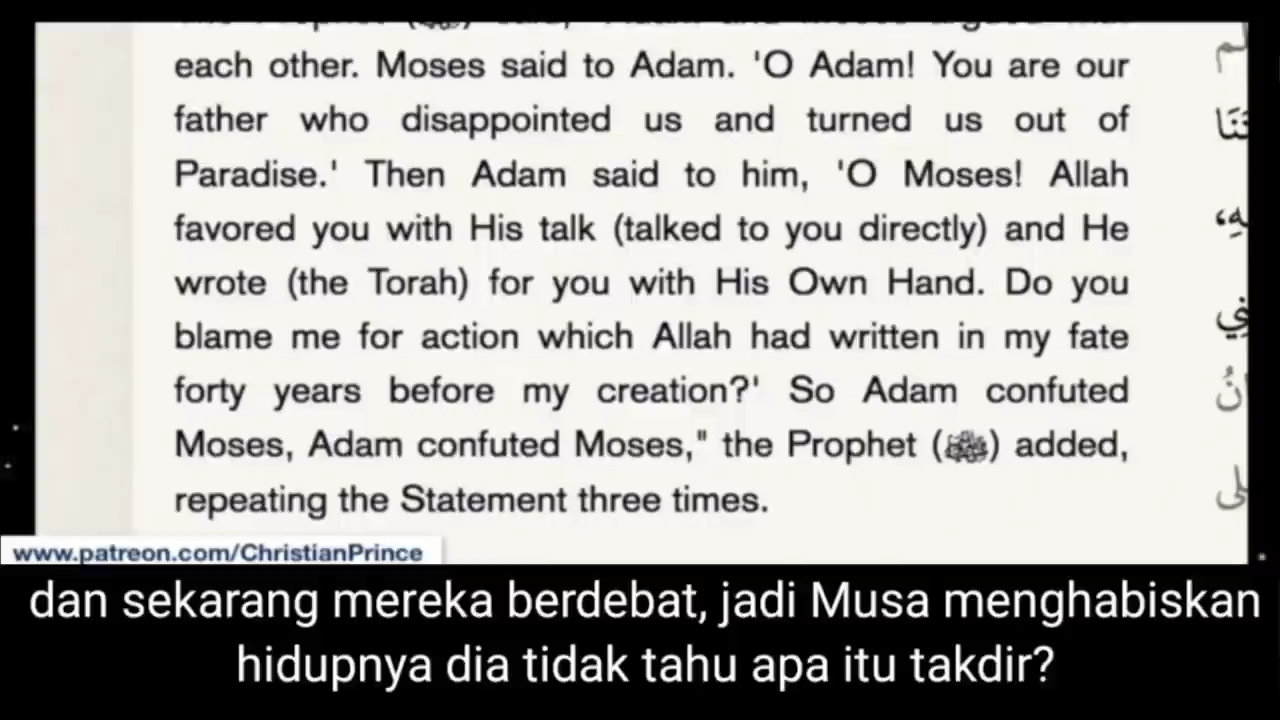 each other. Moses said to Adam. 'O Adam! You are our
father who disappointed us and turned us out of
Paradise.' Then Adam said to him, 'O Moses! Allah
favored you with His talk (talked to you directly) and He
wrote (the Torah) for you with His Own Hand. Do you
blame me for action which Allah had written in my fate
forty years before my creation?' So Adam confuted
Moses, Adam confuted Moses," the Prophet (ﷺ) added,
repeating the Statement three times.
www.patreon.com/ChristianPrince
dan sekarang mereka berdebat, jadi Musa menghabiskan
hidupnya dia tidak tahu apa itu takdir?